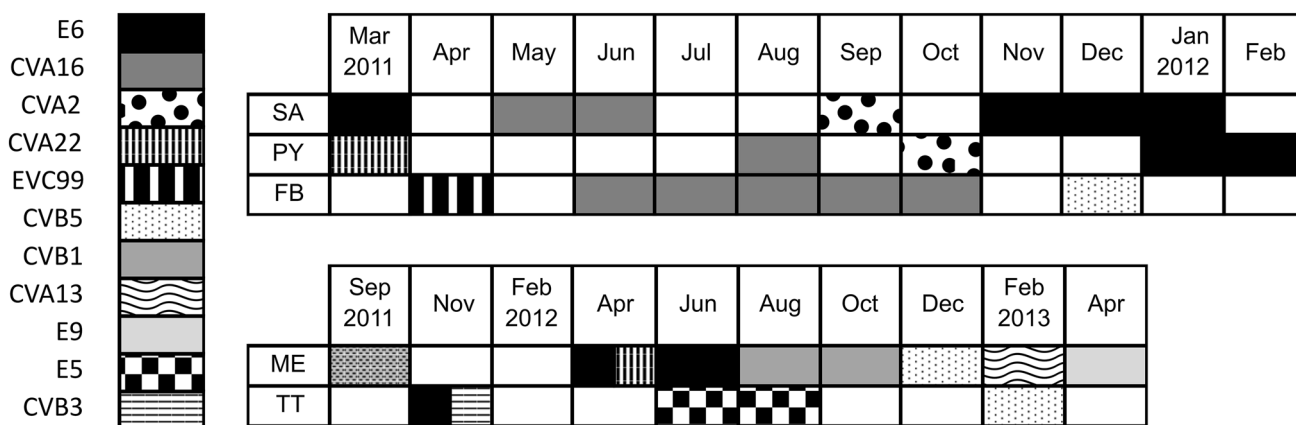 E6
CVA16
CVA2
CVA22
EVC99
CVB5
CVB1
CVA13
E9
E5
CVB3
Mar 2011 Apr May Jun Jul Aug Sep Oct Nov Dec Jan 2012 Feb
SA
PY
FB
Sep 2011 Nov Feb 2012 Apr Jun Aug Oct Dec Feb 2013 Apr
ME
TT